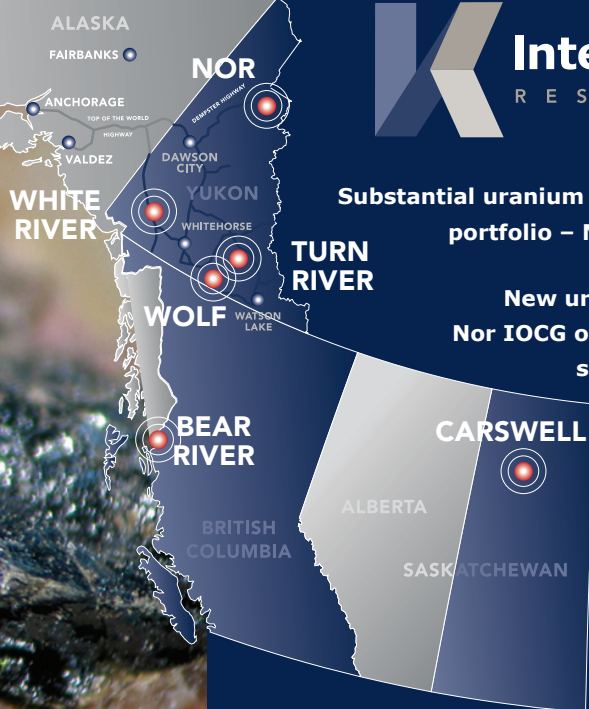 ALASKA
FAIRBANKS
NOR
Inte
RES
ANCHORAGE
TOP OF THE WORLD
HIGHWAY
DEMPSTER HIGHWAY
VALDEZ
DAWSON
CITY
YUKON
WHITE
RIVER
WHITEHORSE
Substantial uranium
portfolio –
TURN
RIVER
WOLF
WATSON
LAKE
New
Nor IOCG
BEAR
RIVER
CARSWELL
ALBERTA
BRITISH
COLUMBIA
SASKATCHEWAN